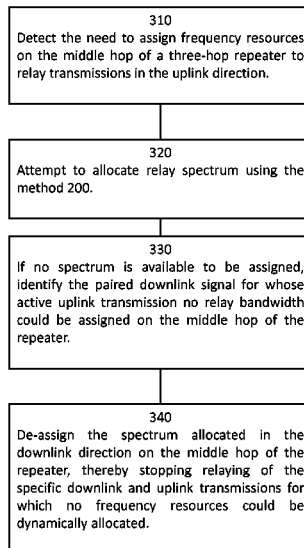 310
Detect the need to assign frequency resources
on the middle hop of a three-hop repeater to
relay transmissions in the uplink direction.
320
Attempt to allocate relay spectrum using the
method 200.
330
If no spectrum is available to be assigned,
identify the paired downlink signal for whose
active uplink transmission no relay bandwidth
could be assigned on the middle hop of the
repeater.
340
De-assign the spectrum allocated in the
downlink direction on the middle hop of the
repeater, thereby stopping relaying of the
specific downlink and uplink transmissions for
which no frequency resources could be
dynamically allocated.